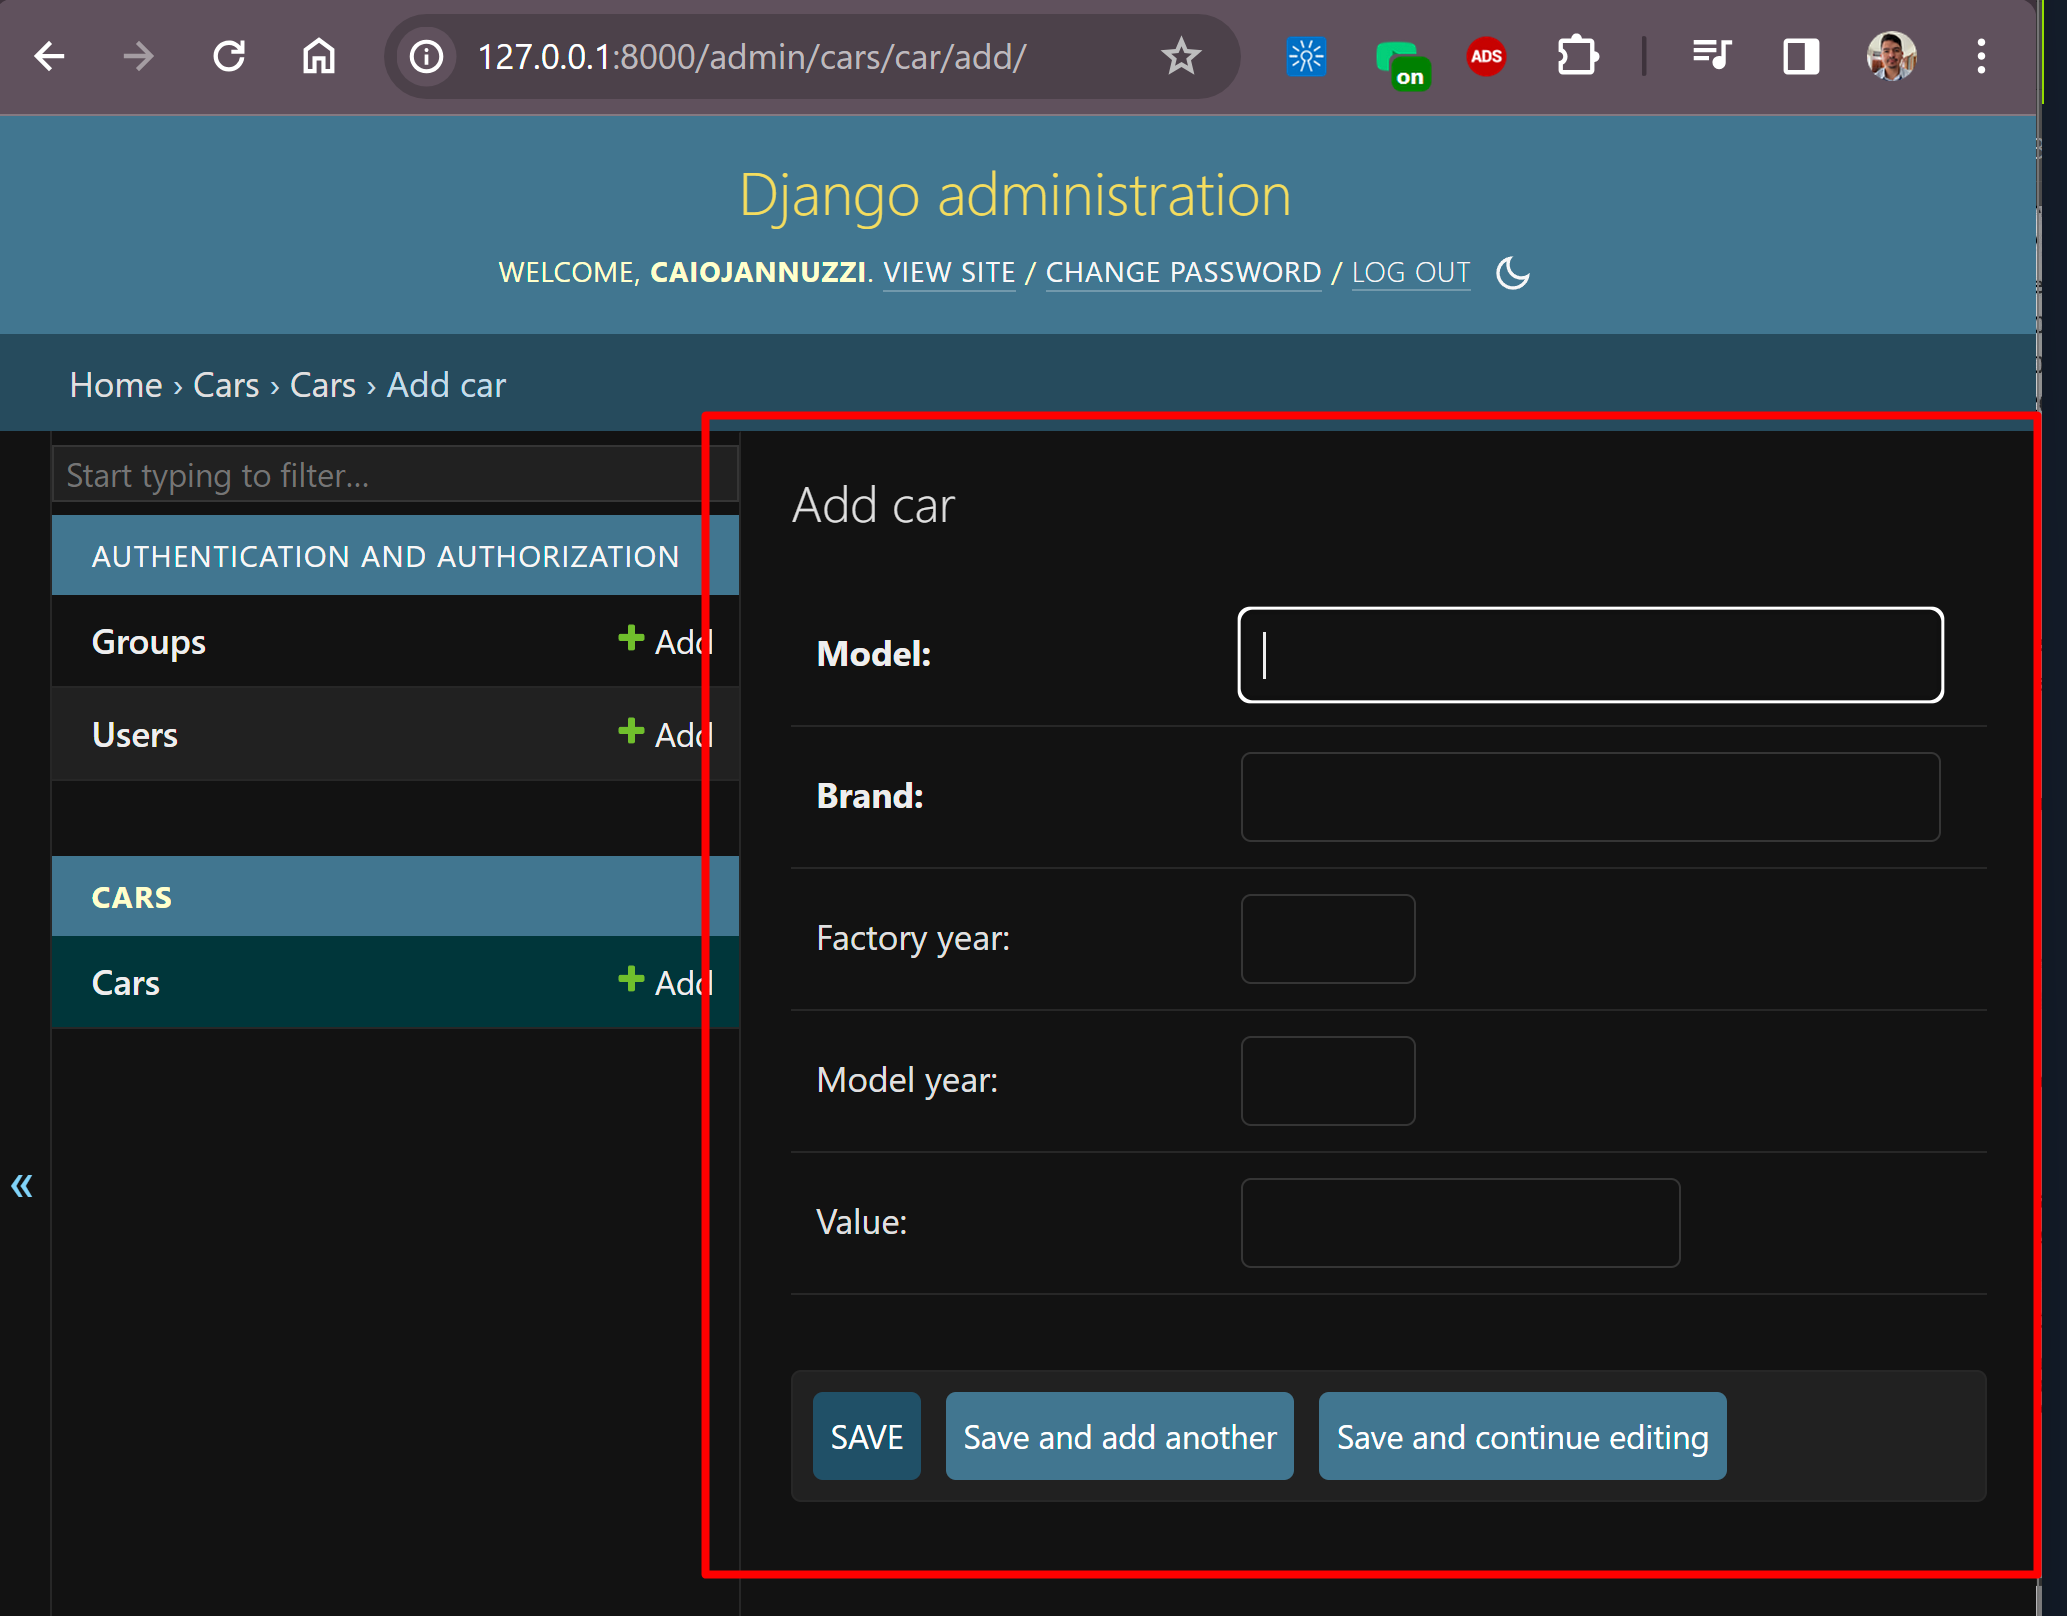 127.0.0.1:8000/admin/cars/car/add/
on
ADS
Django administration
WELCOME, CAIOJANNUZZI. VIEW SITE / CHANGE PASSWORD / LOG OUT
Home › Cars › Cars › Add car
Start typing to filter...
AUTHENTICATION AND AUTHORIZATION
Groups Add
Users Add
CARS
Cars Add
«
Add car
Model:
Brand:
Factory year:
Model year:
Value:
SAVE Save and add another Save and continue editing